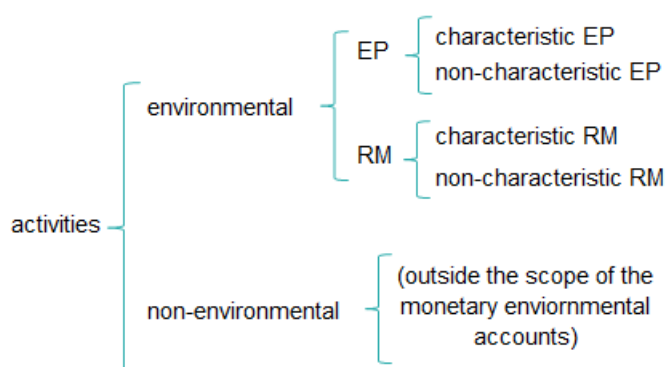 EP
characteristic EP
non-characteristic EP
environmental
RM
characteristic RM
non-characteristic RM
activities
non-environmental
(outside the scope of the
monetary enviornmental
accounts)